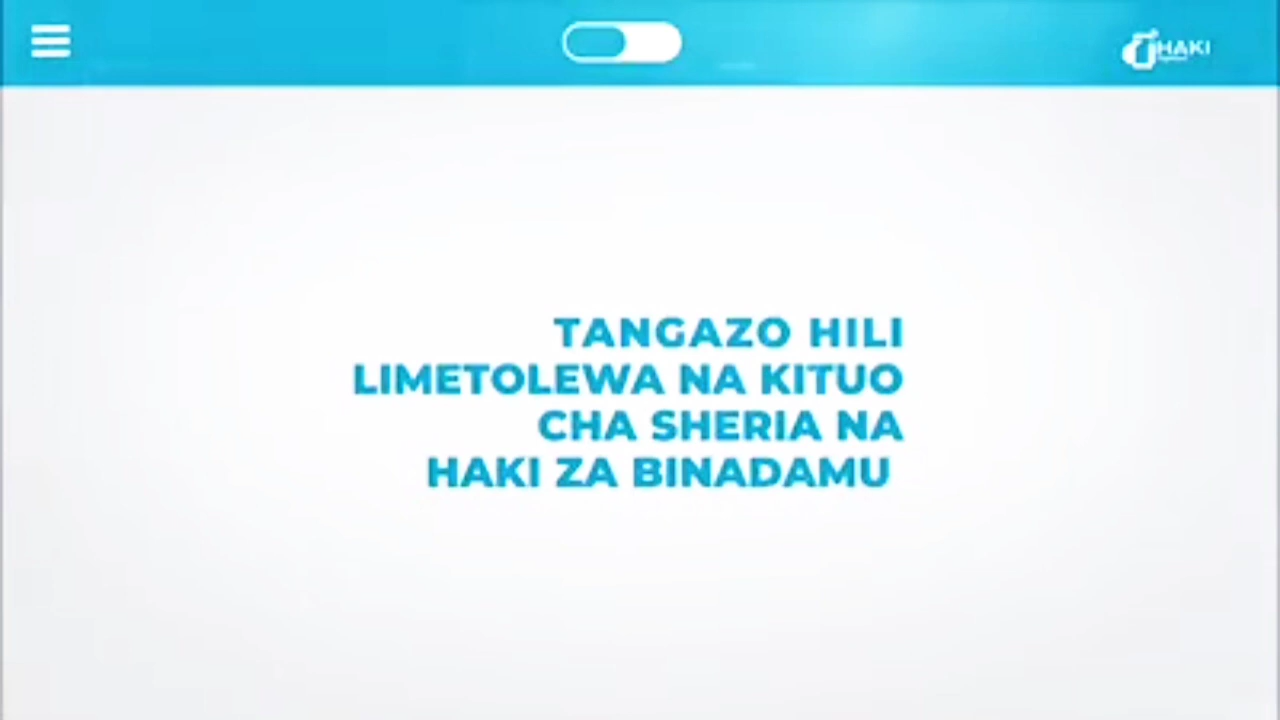 HAKI
TANGAZO HILI
LIMETOLEWA NA KITUO
CHA SHERIA NA
HAKI ZA BINADAMU